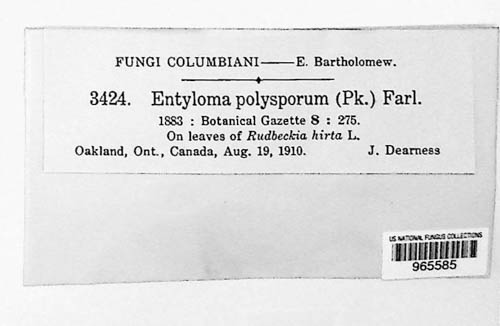 FUNGI COLUMBIANI—E. Bartholomew.
3424. Entyloma polysporum (Pk.) Farl.
1883 : Botanical Gazette 8 : 275.
On leaves of Rudbeckia hirta L.
Oakland, Ont., Canada, Aug. 19, 1910. J. Dearness
US NATIONAL FUNGUS COLLECTIONS
965585